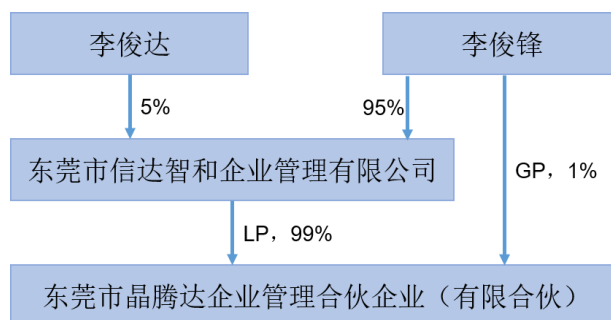 李俊达
李俊锋
5%
95%
东莞市信达智和企业管理有限公司
GP，1%
LP，99%
东莞市晶腾达企业管理合伙企业（有限合伙）